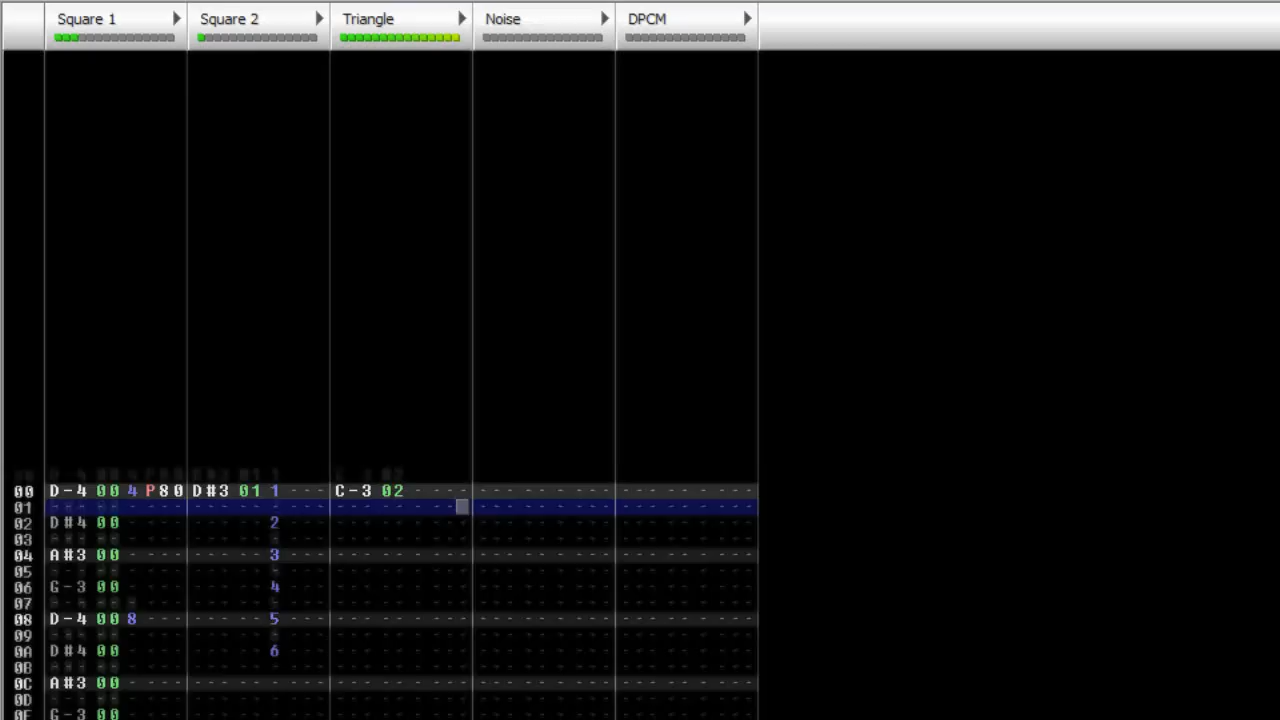 Square 1 Square 2 Triangle Noise DPCM
00 D-4 00 4 P80 D#3 01 1 --- C-3 02 - --- --- -- - --- --- -- - ---
01
02 D#4 00 2
03
04 A#3 00 3
05
06 G-3 00 4
07
08 D-4 00 8 5
09
0A D#4 00 6
0B
0C A#3 00
0D
0E G-3 00